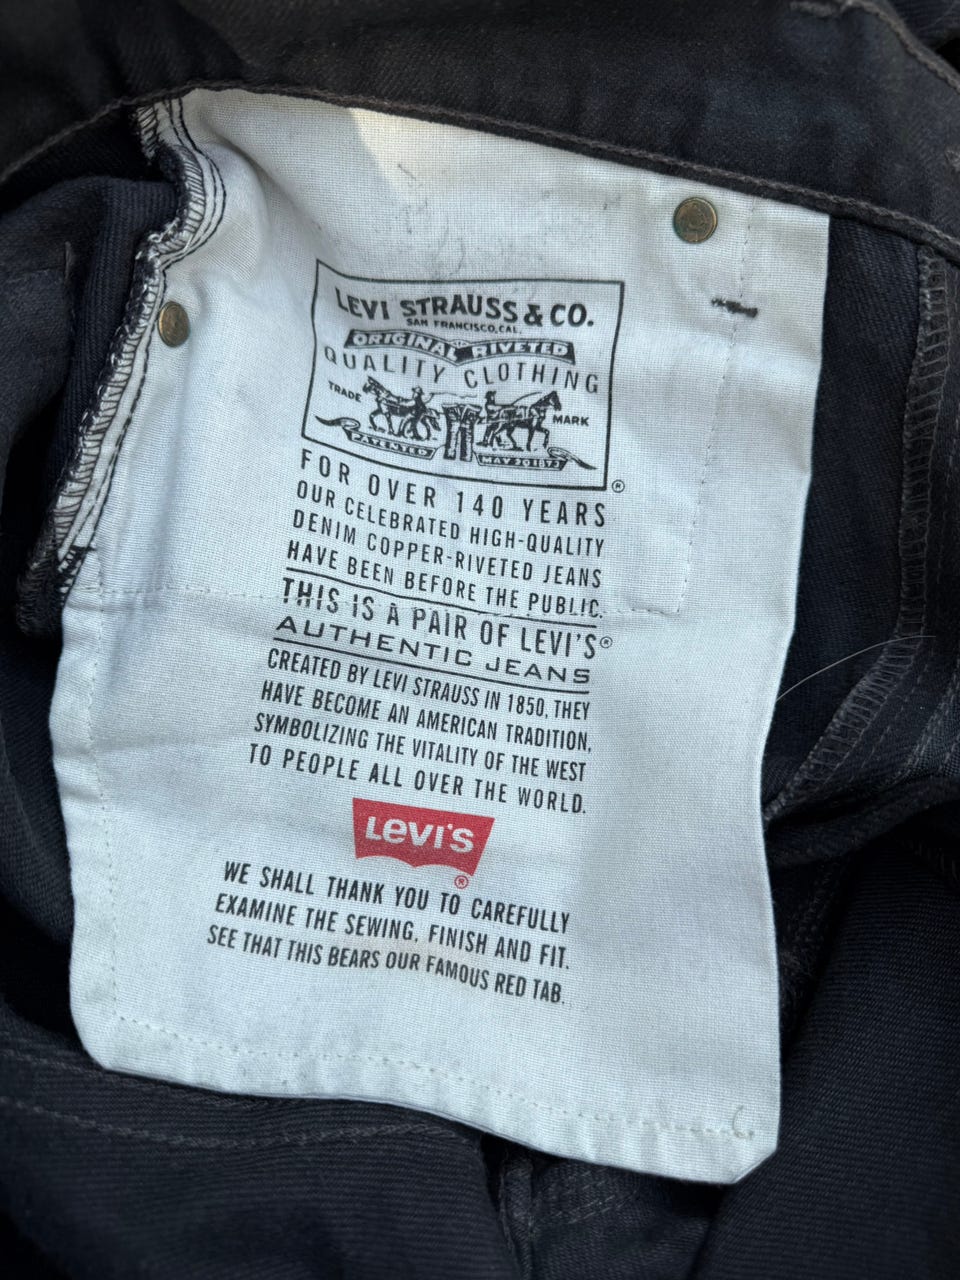 LEVI STRAUSS & CO.
SAN FRANCISCO, CAL.
ORIGINAL RIVETED
QUALITY CLOTHING
TRADE MARK
PATENTED MAY 20 1873
®
FOR OVER 140 YEARS
OUR CELEBRATED HIGH-QUALITY
DENIM COPPER-RIVETED JEANS
HAVE BEEN BEFORE THE PUBLIC.
THIS IS A PAIR OF LEVI'S®
AUTHENTIC JEANS
CREATED BY LEVI STRAUSS IN 1850, THEY
HAVE BECOME AN AMERICAN TRADITION,
SYMBOLIZING THE VITALITY OF THE WEST
TO PEOPLE ALL OVER THE WORLD.
Levi's
®
WE SHALL THANK YOU TO CAREFULLY
EXAMINE THE SEWING, FINISH AND FIT.
SEE THAT THIS BEARS OUR FAMOUS RED TAB.